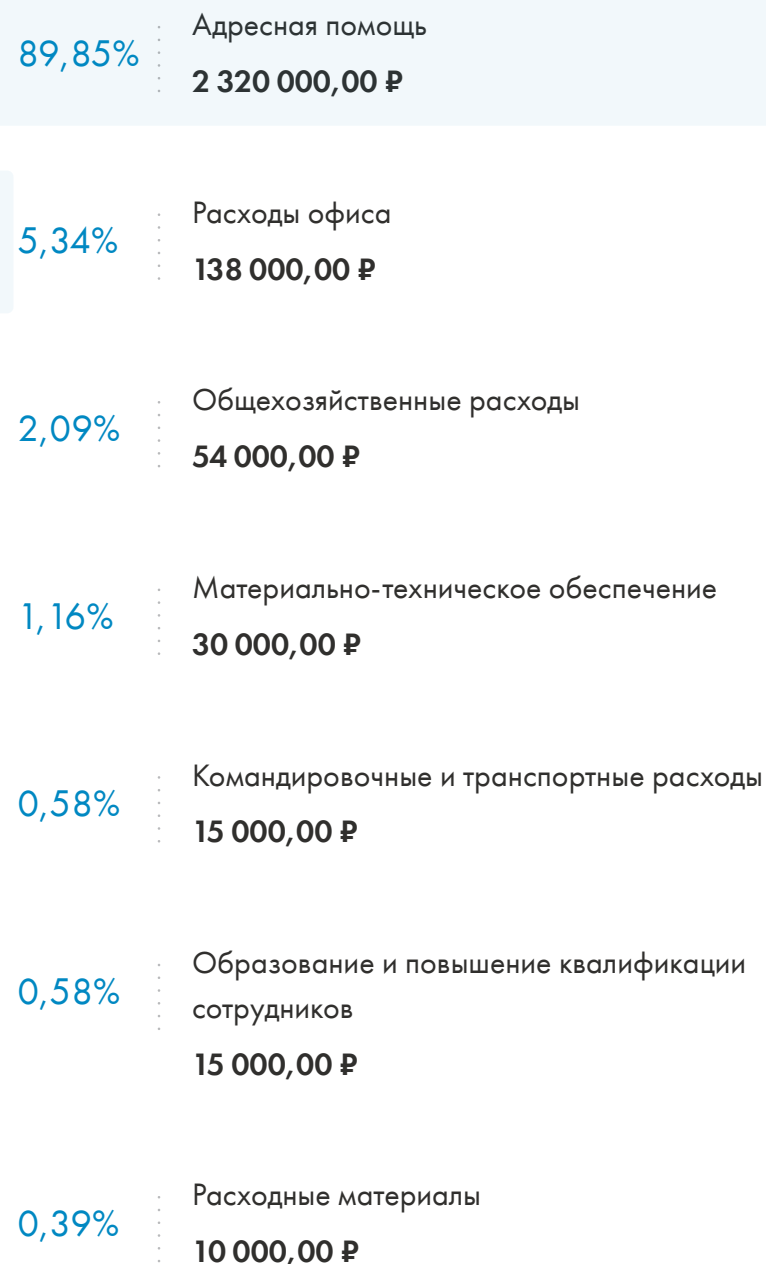 Адресная помощь
89,85%
2 320 000,00 ₽
Расходы офиса
5,34%
138 000,00 ₽
Общехозяйственные расходы
2,09%
54 000,00 ₽
Материально-техническое обеспечение
1,16%
30 000,00 ₽
Командировочные и транспортные расходы
0,58%
15 000,00 ₽
Образование и повышение квалификации
0,58%
сотрудников
15 000,00 ₽
Расходные материалы
0,39%
10 000,00 ₽